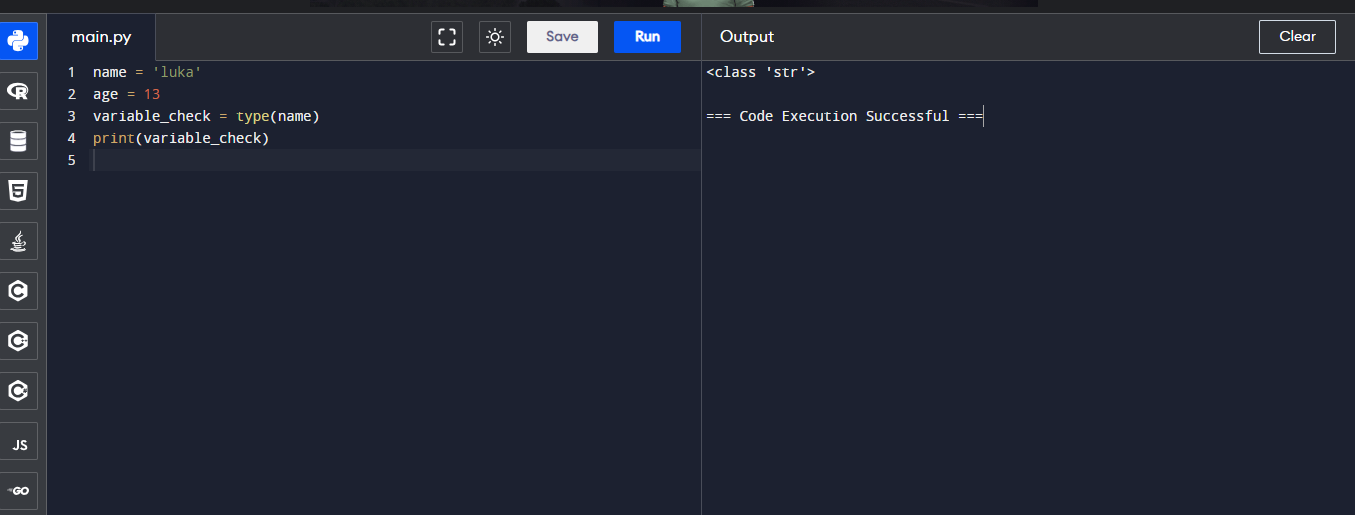 main.py
Save
Run
Output
Clear
1 name = 'luka'
2 age = 13
3 variable_check = type(name)
4 print(variable_check)
5
<class 'str'>
=== Code Execution Successful ===
R
5
C
C
C
JS
GO